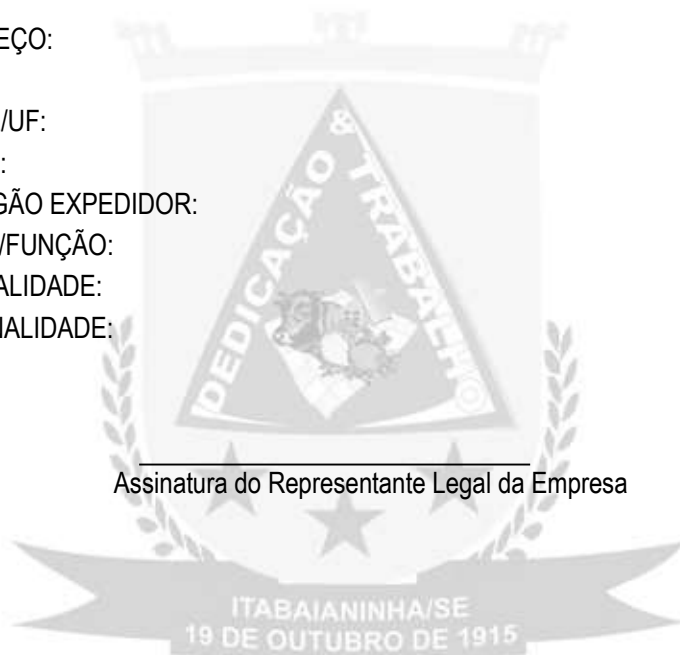 EÇO:
/UF:
:
GÃO EXPEDIDOR:
/FUNÇÃO:
ALIDADE:
NALIDADE:
DEDICAÇÃO & TRABALHO
Assinatura do Representante Legal da Empresa
ITABAIANINHA/SE
19 DE OUTUBRO DE 1915